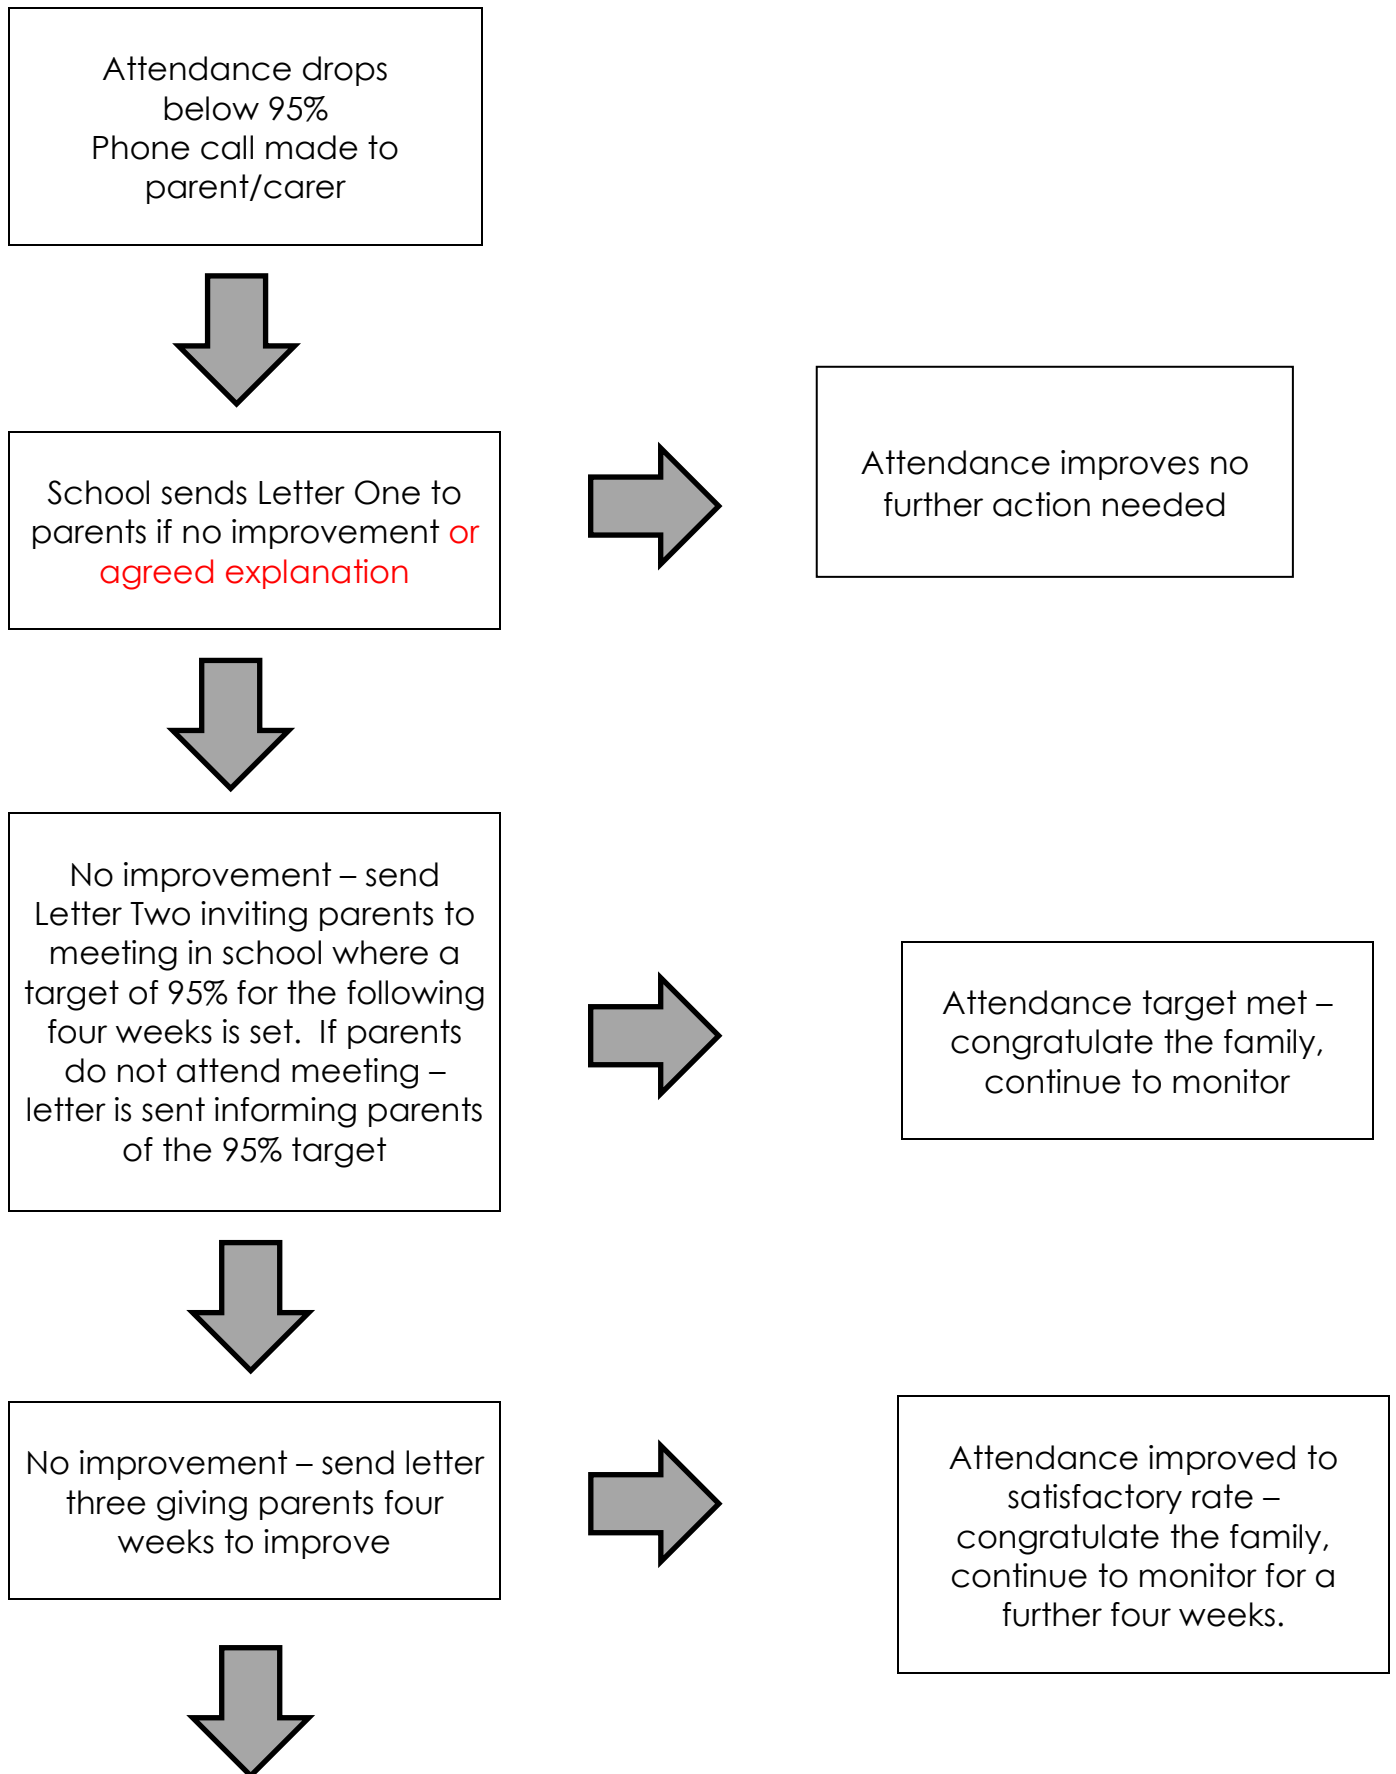 Attendance drops
below 95%
Phone call made to
parent/carer
School sends Letter One to
parents if no improvement or
agreed explanation
Attendance improves no
further action needed
No improvement – send
Letter Two inviting parents to
meeting in school where a
target of 95% for the following
four weeks is set.  If parents
do not attend meeting –
letter is sent informing parents
of the 95% target
Attendance target met –
congratulate the family,
continue to monitor
No improvement – send letter
three giving parents four
weeks to improve
Attendance improved to
satisfactory rate –
congratulate the family,
continue to monitor for a
further four weeks.